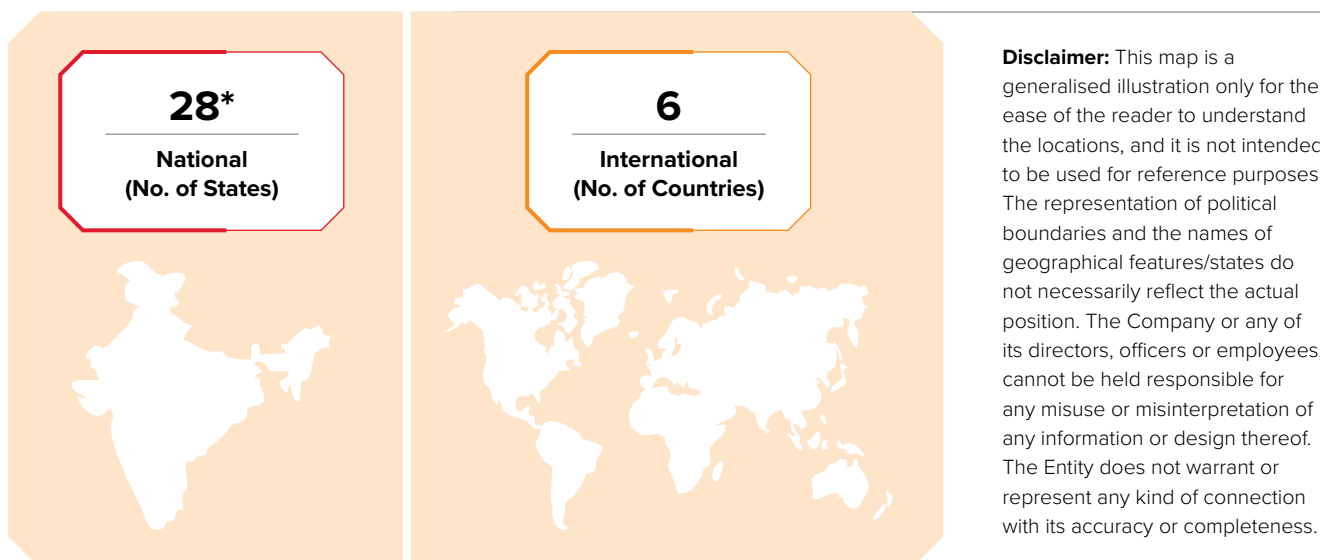 28*
National
(No. of States)
6
International
(No. of Countries)
Disclaimer: This map is a
generalised illustration only for the
ease of the reader to understand
the locations, and it is not intended
to be used for reference purposes
The representation of political
boundaries and the names of
geographical features/states do
not necessarily reflect the actual
position. The Company or any of
its directors, officers or employees,
cannot be held responsible for
any misuse or misinterpretation of
any information or design thereof.
The Entity does not warrant or
represent any kind of connection
with its accuracy or completeness.